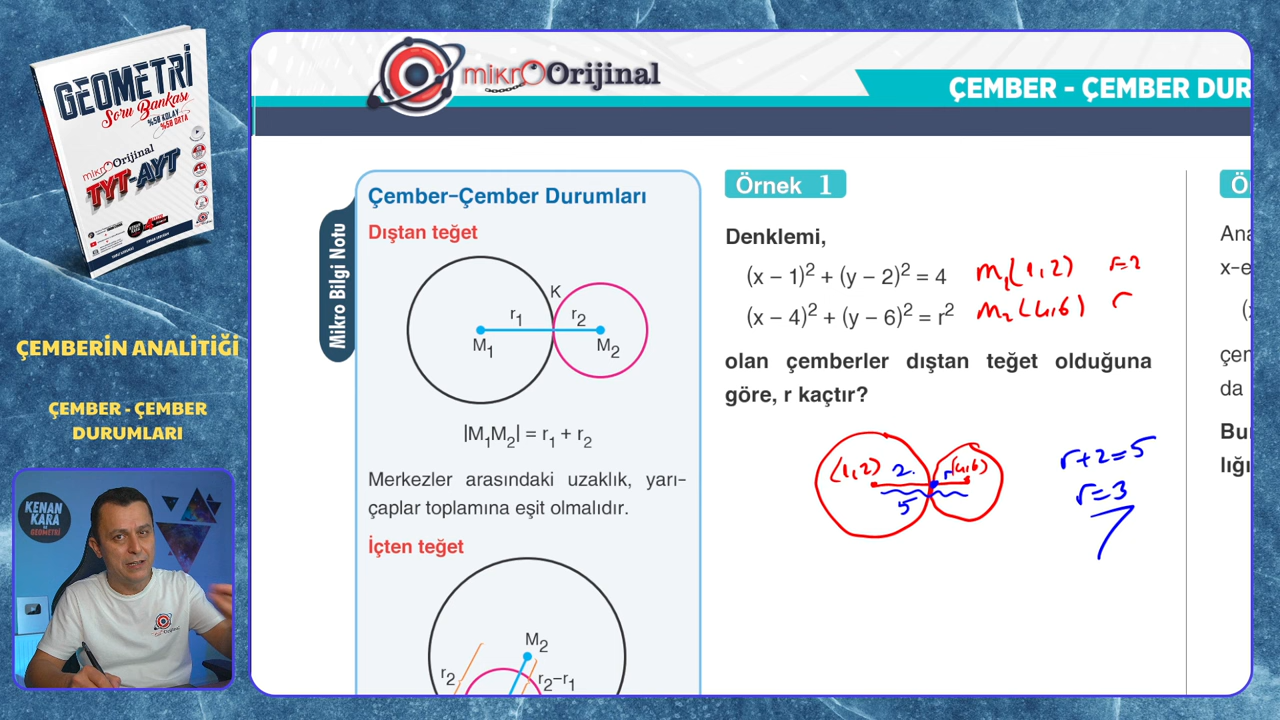 GEOMETRİ
Soru Bankası
%50 KOLAY
%50 ORTA
mikro Orijinal
TYT-AYT
ÇEMBERİN ANALİTİĞİ
ÇEMBER - ÇEMBER
DURUMLARI
KENAN
KARA
GEOMETRİ
mikro Orijinal
ÇEMBER - ÇEMBER DUR
Mikro Bilgi Notu
Çember-Çember Durumları
Dıştan teğet
K
r₁ r₂
M₁ M₂
|M₁M₂| = r₁ + r₂
Merkezler arasındaki uzaklık, yarı-
çaplar toplamına eşit olmalıdır.
İçten teğet
M₂
r₂ r₂-r₁
Örnek 1
Denklemi,
(x - 1)² + (y - 2)² = 4 M₁(1,2) r=2
(x - 4)² + (y - 6)² = r² M₂(4,6) r
olan çemberler dıştan teğet olduğuna
göre, r kaçtır?
(1,2) 2 r (4,6)
5
r+2=5
r=3
Ö
Ana
x-e
(
çer
da
Bu
lığı